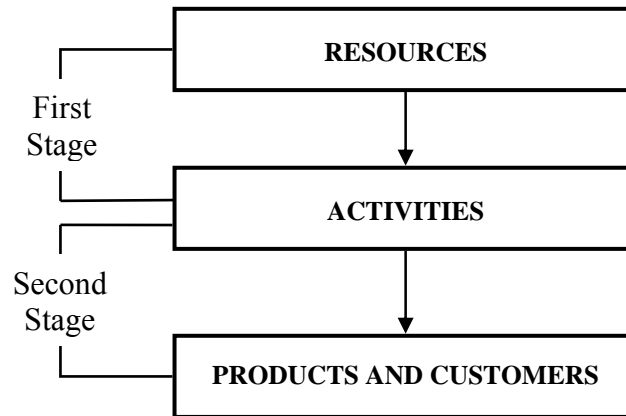 RESOURCES
First
Stage
ACTIVITIES
Second
Stage
PRODUCTS AND CUSTOMERS